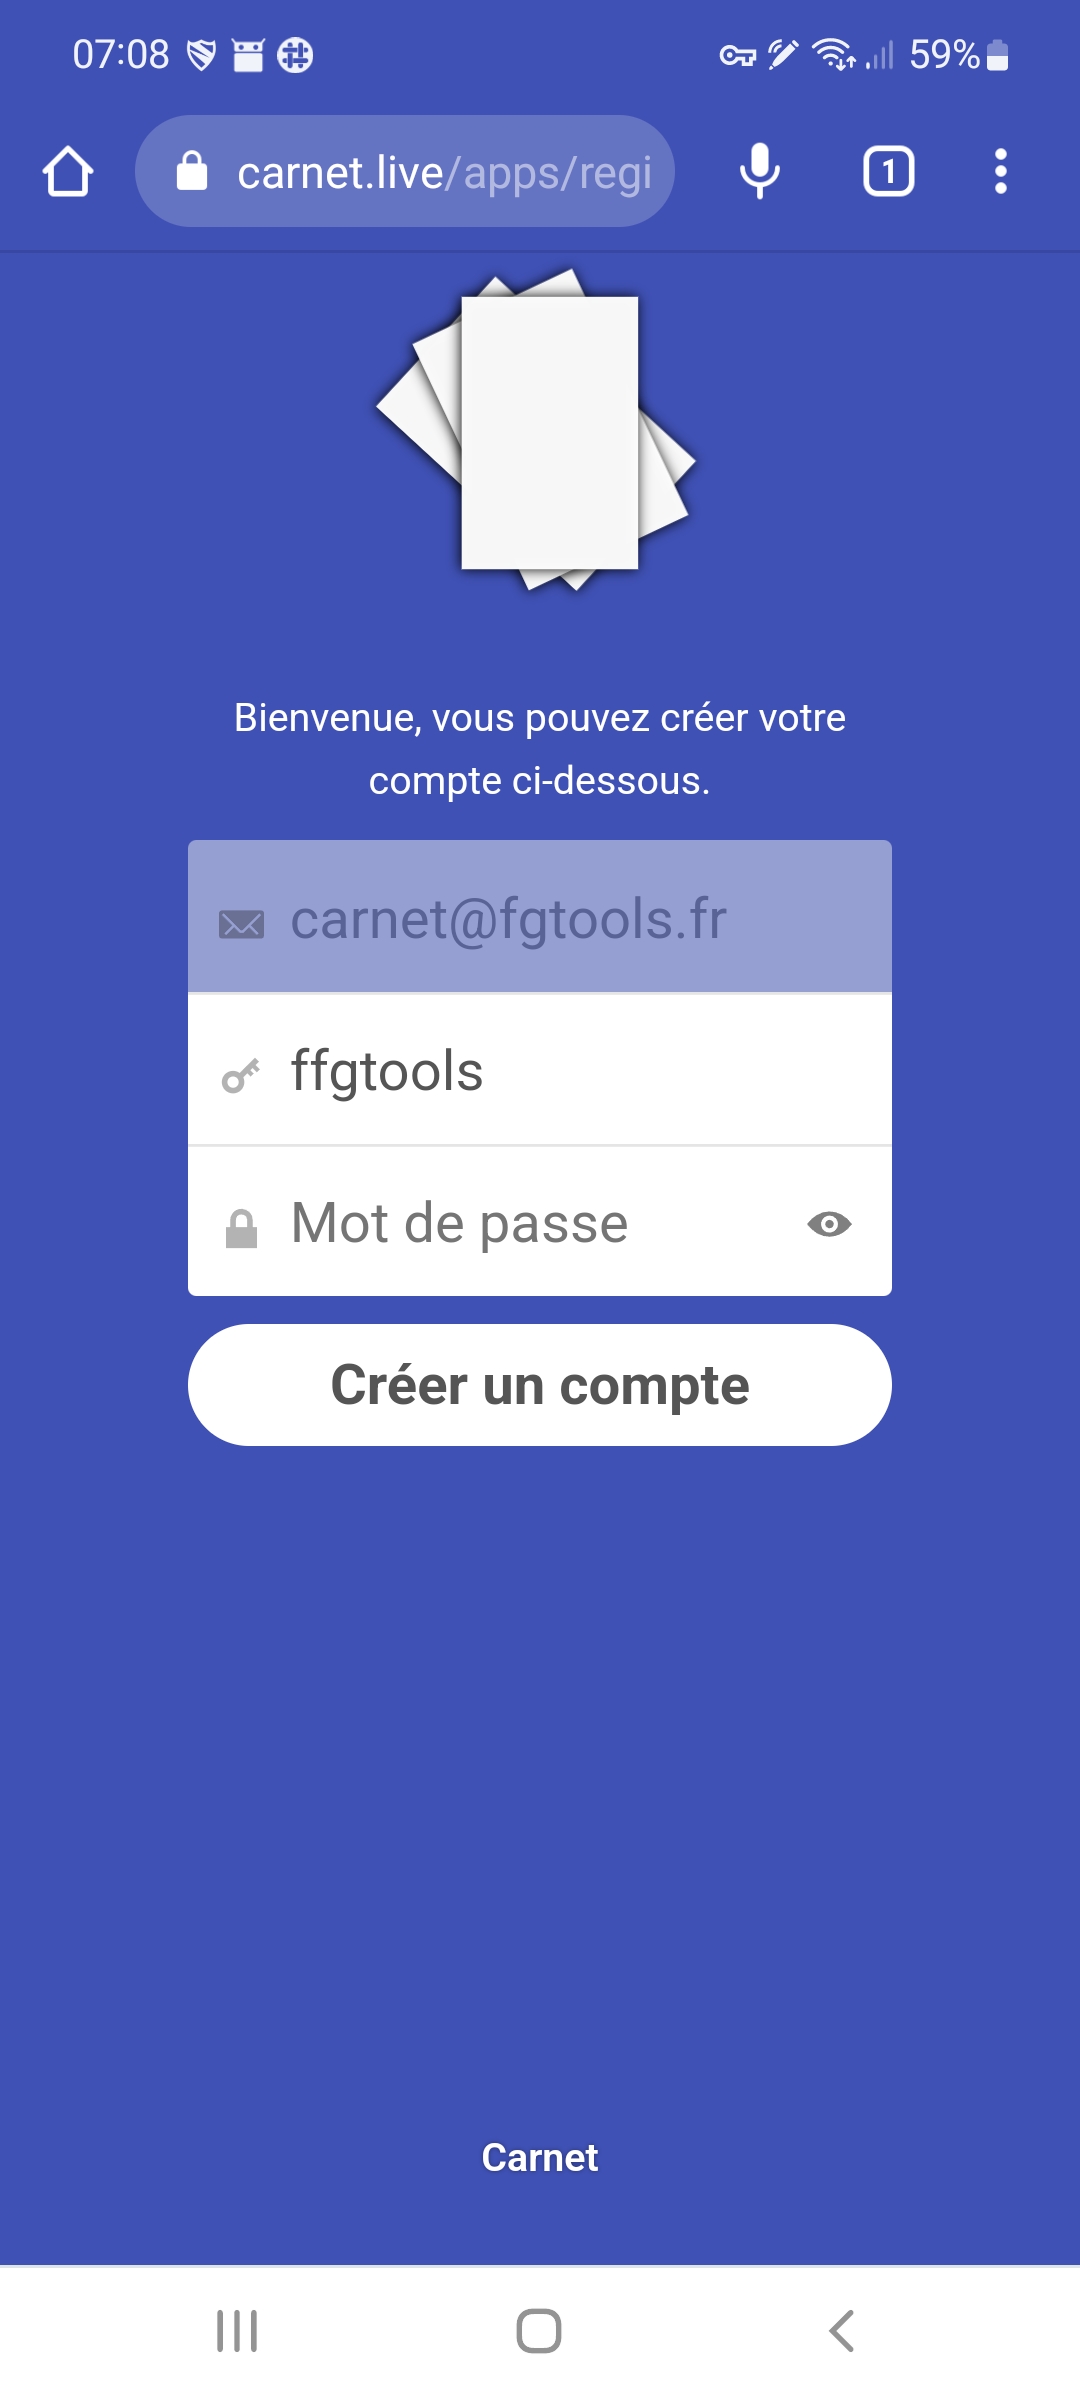 07:08 59%
carnet.live/apps/regi 1
Bienvenue, vous pouvez créer votre
compte ci-dessous.
carnet@fgtools.fr
ffgtools
Mot de passe
Créer un compte
Carnet